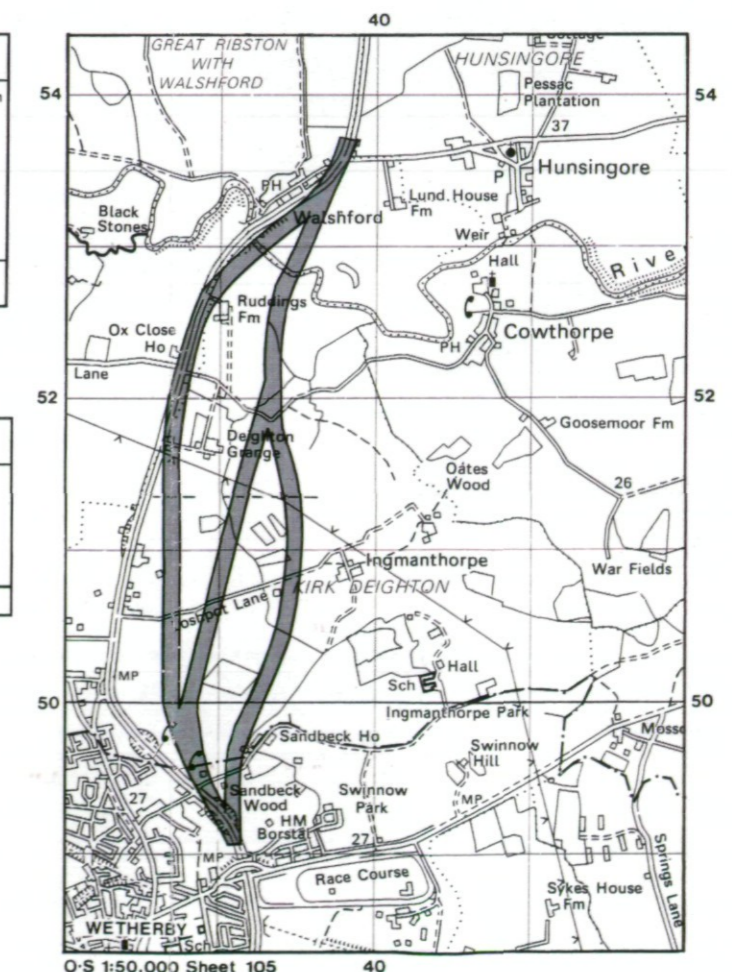 40
GREAT RIBSTON
WITH
WALSHFORD
HUNSINGORE
54
Pessac
Plantation
54
37
PH
P
Hunsingore
Lund House
Fm
Black
Stones
Walshford
Weir
Hall
Rive
Ruddings
Fm
Ox Close
Ho
Cowthorpe
PH
Lane
52
52
Goosemoor Fm
Deighton
Grange
Oates
Wood
26
Ingmanthorpe
War Fields
KIRK DEIGHTON
Loshpot Lane
MP
Hall
Sch
50
50
Ingmanthorpe Park
Sandbeck Ho
Swinnow
Hill
Sandbeck
Wood
Swinnow
Park
MP
27
HM
Borstal
27
MP
Race Course
Sykes House
Fm
Springs Lane
WETHERBY
Sch
O·S 1:50,000 Sheet 105
40